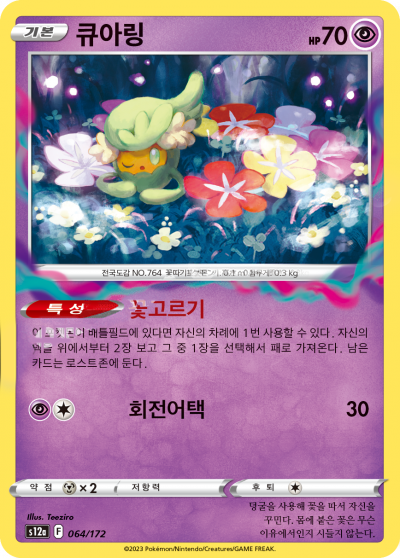 기본 큐아링 HP 70
전국도감 NO.764 0.3 kg
특성 꽃고르기
배틀필드에 있다면 자신의 차례에 1번 사용할 수 있다. 자신의
위에서부터 2장 보고 그 중 1장을 선택해서 패로 가져온다. 남은
카드는 로스트존에 둔다.
회전어택 30
약점 ×2 저항력 후퇴
Illus. Teeziro
덩굴을 사용해 꽃을 따서 자신을
꾸민다. 몸에 붙은 꽃은 무슨
이유에서인지 시들지 않는다.
s12a F 064/172
©2023 Pokémon/Nintendo/Creatures/GAME FREAK.